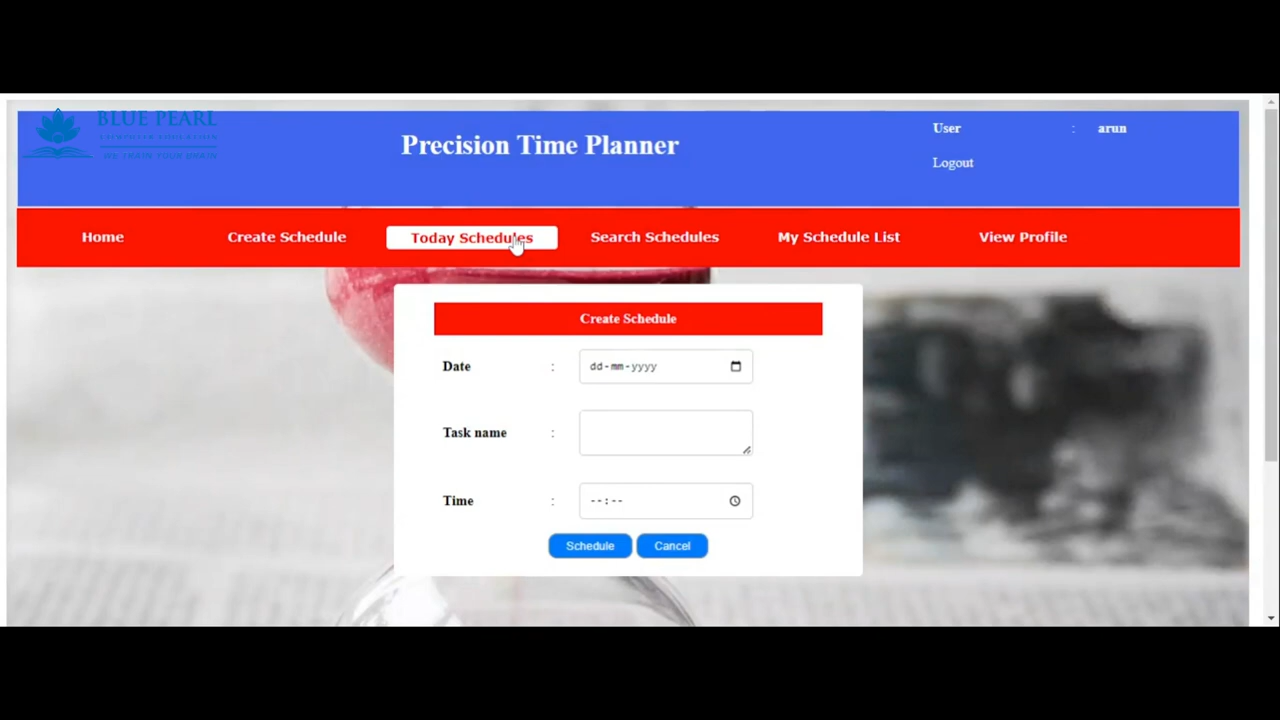 BLUE PEARL
WE TRAIN YOUR BRAIN
Precision Time Planner
User : arun
Logout
Home Create Schedule Today Schedules Search Schedules My Schedule List View Profile
Create Schedule
Date : dd-mm-yyyy
Task name :
Time : --:--
Schedule Cancel